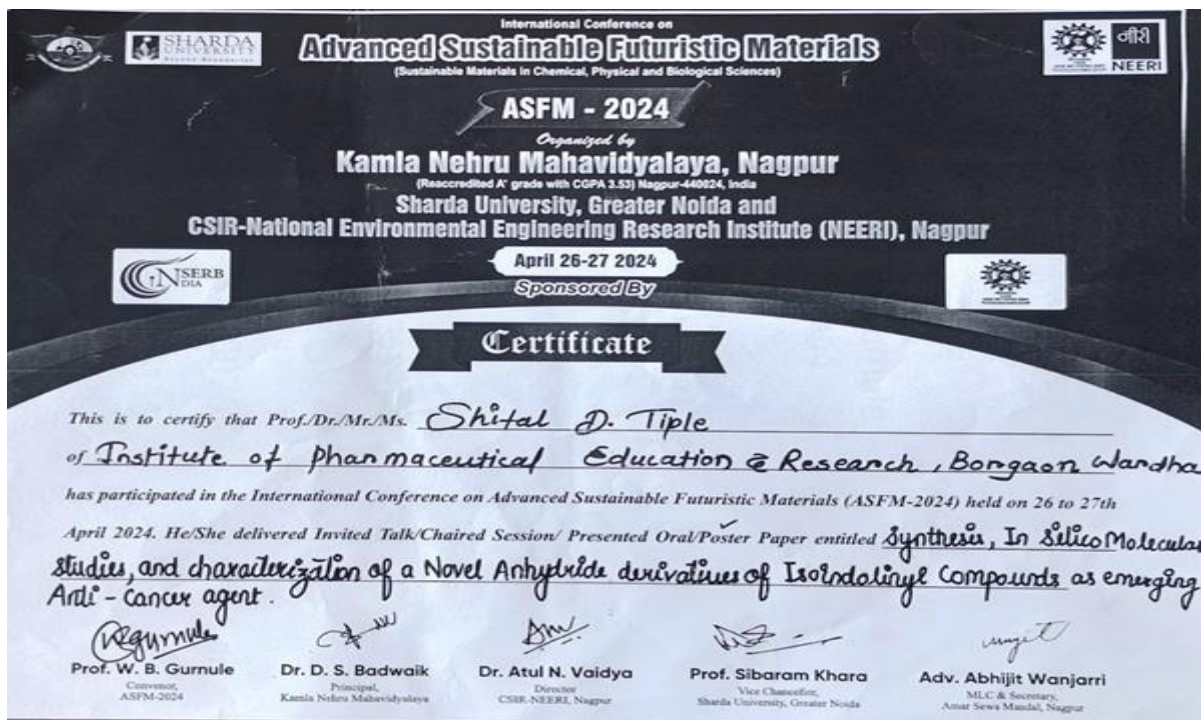 International Conference on
SHARDA
UNIVERSITY
Beyond Boundaries
Advanced Sustainable Futuristic Materials
(Sustainable Materials in Chemical, Physical and Biological Sciences)
नीरी
NEERI
ASFM - 2024
Organized by
Kamla Nehru Mahavidyalaya, Nagpur
(Reaccredited A+ grade with CGPA 3.53) Nagpur-440024, India
Sharda University, Greater Noida and
CSIR-National Environmental Engineering Research Institute (NEERI), Nagpur
SERB
INDIA
April 26-27 2024
Sponsored By
Certificate
This is to certify that Prof./Dr./Mr./Ms. Shital D. Tiple
of Institute of Pharmaceutical Education & Research, Borgaon Wardha
has participated in the International Conference on Advanced Sustainable Futuristic Materials (ASFM-2024) held on 26 to 27th
April 2024. He/She delivered Invited Talk/Chaired Session/ Presented Oral/Poster Paper entitled Synthesis, In Silico Molecular
studies, and characterization of a Novel Anhydride derivatives of Isoindolinyl Compounds as emerging
Anti-Cancer agent.
Prof. W. B. Gurnule
Convenor,
ASFM-2024
Dr. D. S. Badwaik
Principal,
Kamla Nehru Mahavidyalaya
Dr. Atul N. Vaidya
Director
CSIR-NEERI, Nagpur
Prof. Sibaram Khara
Vice Chancellor,
Sharda University, Greater Noida
Adv. Abhijit Wanjarri
MLC & Secretary,
Amar Sewa Mandal, Nagpur